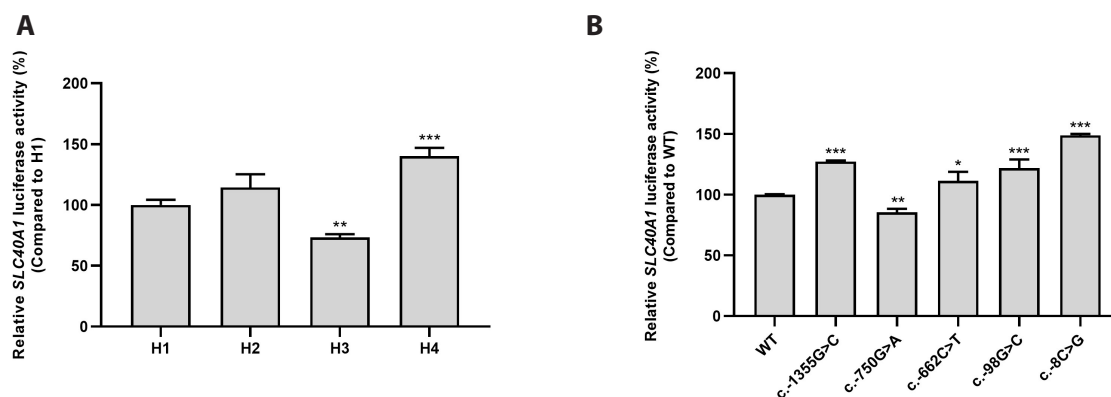 A
Relative SLC40A1 luciferase activity (%)
(Compared to H1)
200
150
100
50
0
**
***
H1 H2 H3 H4
B
Relative SLC40A1 luciferase activity (%)
(Compared to WT)
200
150
100
50
0
***
**
*
***
***
WT
c.-1355G>C
c.-750G>A
c.-662C>T
c.-98G>C
c.-8C>G